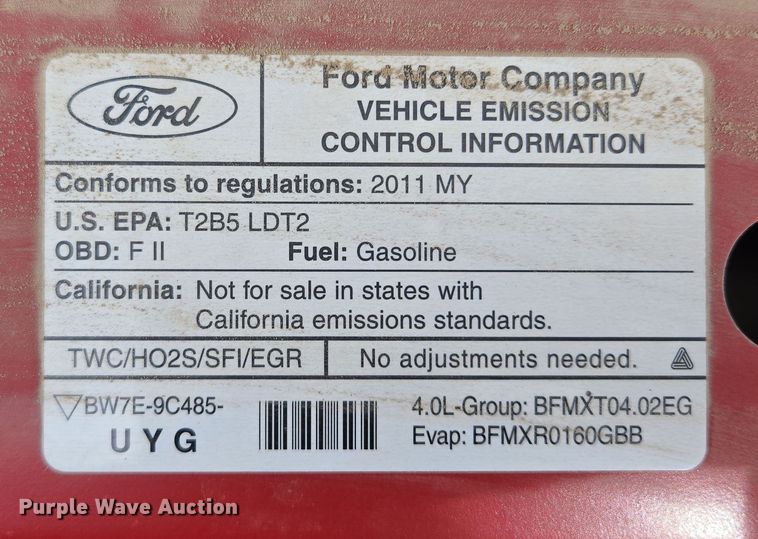 Ford
Ford Motor Company
VEHICLE EMISSION
CONTROL INFORMATION
Conforms to regulations: 2011 MY
U.S. EPA: T2B5 LDT2
OBD: F II Fuel: Gasoline
California: Not for sale in states with
California emissions standards.
TWC/HO2S/SFI/EGR No adjustments needed.
BW7E-9C485- 4.0L-Group: BFMXT04.02EG
UYG Evap: BFMXR0160GBB
Purple Wave Auction